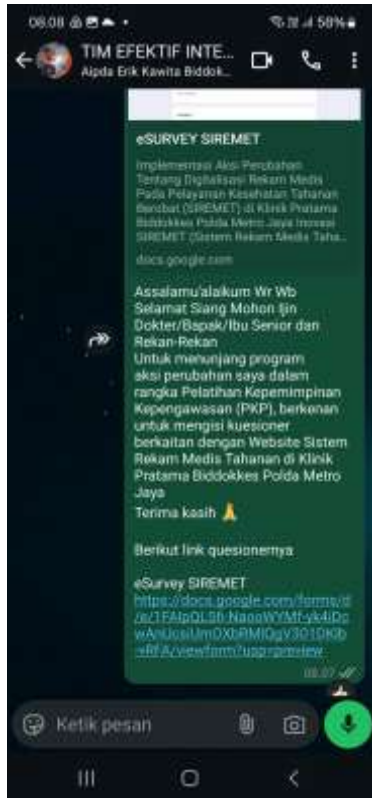 08.08
58%
TIM EFEKTIF INTE...
Aipda Erik Kawita Biddok...
eSURVEY SIREMET
Implementasi Aksi Perubahan
Tentang Digitalisasi Rekam Medis
Pada Pelayanan Kesehatan Tahanan
Berobat (SIREMET) di Klinik Pratama
Biddokkes Polda Metro Jaya Inovasi
SIREMET (Sistem Rekam Medis Taha...
docs.google.com
Assalamu'alaikum Wr Wb
Selamat Siang Mohon Ijin
Dokter/Bapak/Ibu Senior dan
Rekan-Rekan
Untuk menunjang program
aksi perubahan saya dalam
rangka Pelatihan Kepemimpinan
Kepengawasan (PKP), berkenan
untuk mengisi kuesioner
berkaitan dengan Website Sistem
Rekam Medis Tahanan di Klinik
Pratama Biddokkes Polda Metro
Jaya
Terima kasih 🙏
Berikut link quesionernya
eSurvey SIREMET
https://docs.google.com/forms/d
08.07
Ketik pesan